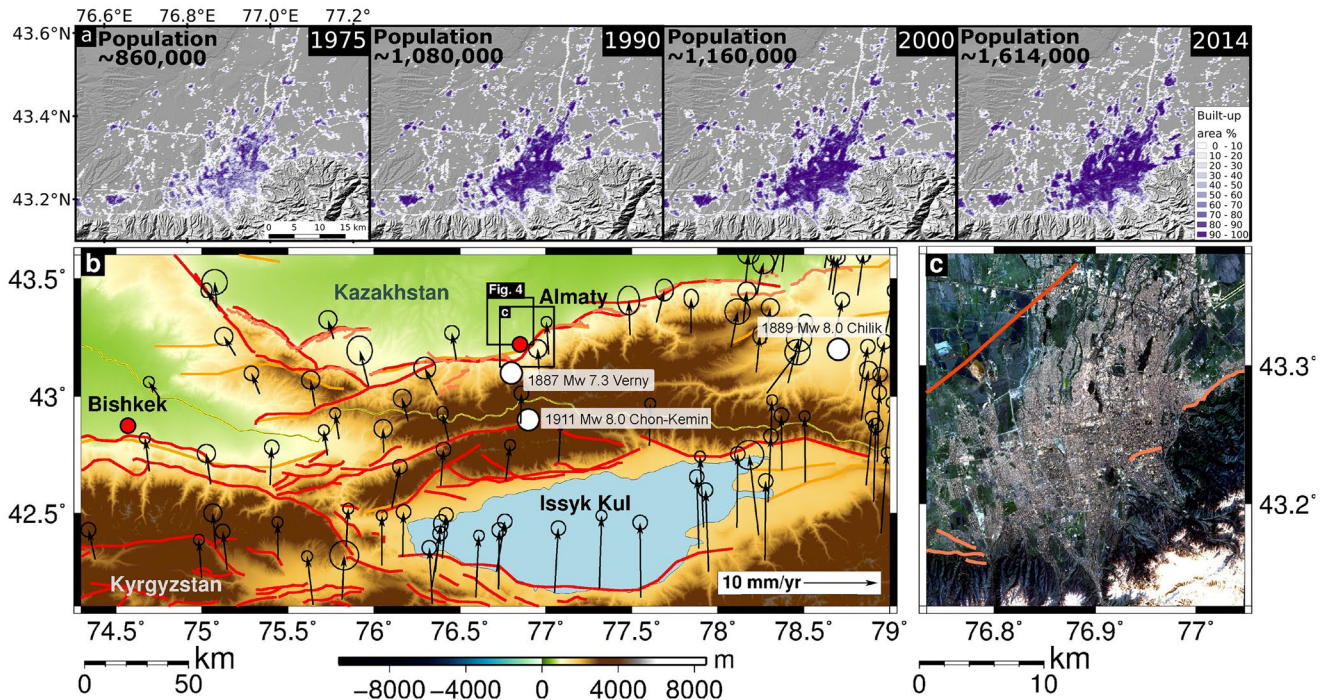 76.6°E 76.8°E 77.0°E 77.2°E
43.6°N
43.4°N
43.2°N
a
Population
~860,000
1975
Population
~1,080,000
1990
Population
~1,160,000
2000
Population
~1,614,000
2014
0 5 10 15 km
Built-up
area %
0 - 10
10 - 20
20 - 30
30 - 40
40 - 50
50 - 60
60 - 70
70 - 80
80 - 90
90 - 100
b
43.5°
43°
42.5°
Kazakhstan
Fig. 4
c
Almaty
1889 Mw 8.0 Chilik
1887 Mw 7.3 Verny
Bishkek
1911 Mw 8.0 Chon-Kemin
Issyk Kul
Kyrgyzstan
10 mm/yr
74.5° 75° 75.5° 76° 76.5° 77° 77.5° 78° 78.5° 79°
km
0 50
m
−8000 −4000 0 4000 8000
c
43.3°
43.2°
76.8° 76.9° 77°
km
0 10